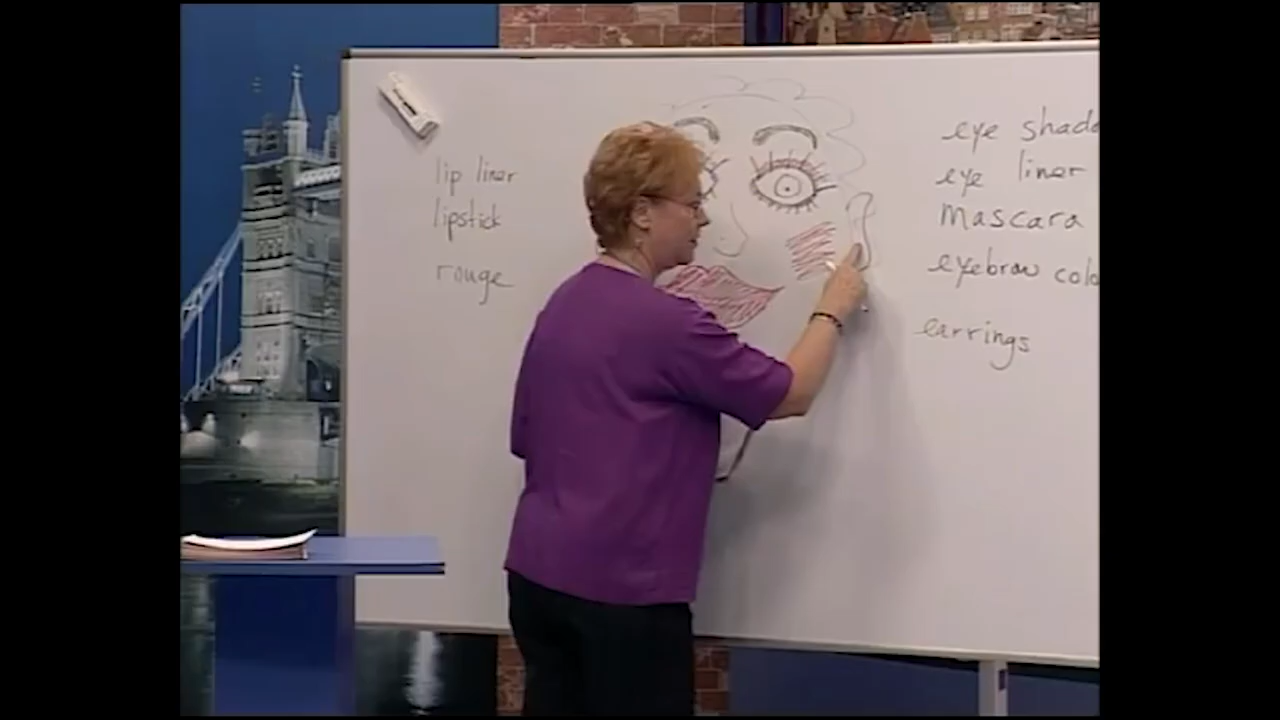 lip liner
lipstick
rouge
eye shado
eye liner
mascara
eyebrow colo
earrings